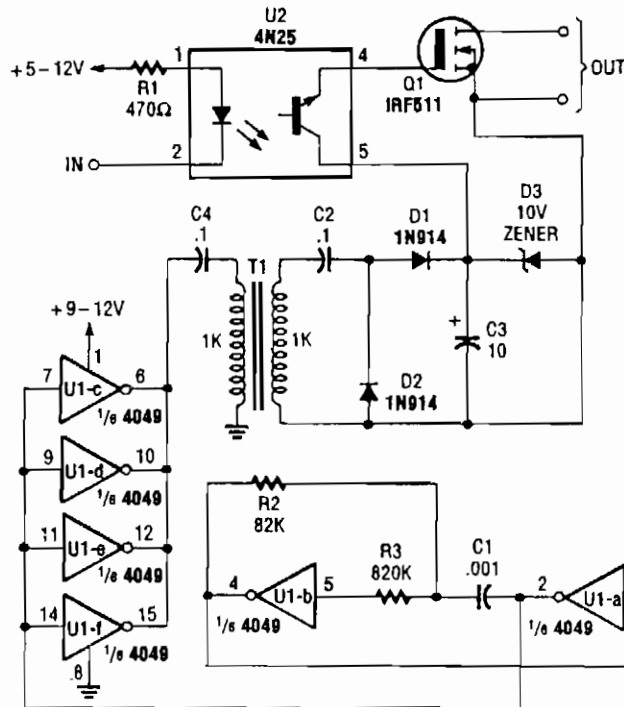 U2
4N25
+5-12V
R1
470Ω
1
2
4
5
IN
Q1
IRF511
OUT
C4
.1
T1
1K
1K
C2
.1
D1
1N914
D3
10V
ZENER
+
C3
10
D2
1N914
+9-12V
1
7
U1-c
6
1/6 4049
9
U1-d
10
1/6 4049
11
U1-e
12
1/6 4049
14
U1-f
15
1/6 4049
8
R2
82K
R3
820K
C1
.001
4
U1-b
5
1/6 4049
2
U1-a
1/6 4049